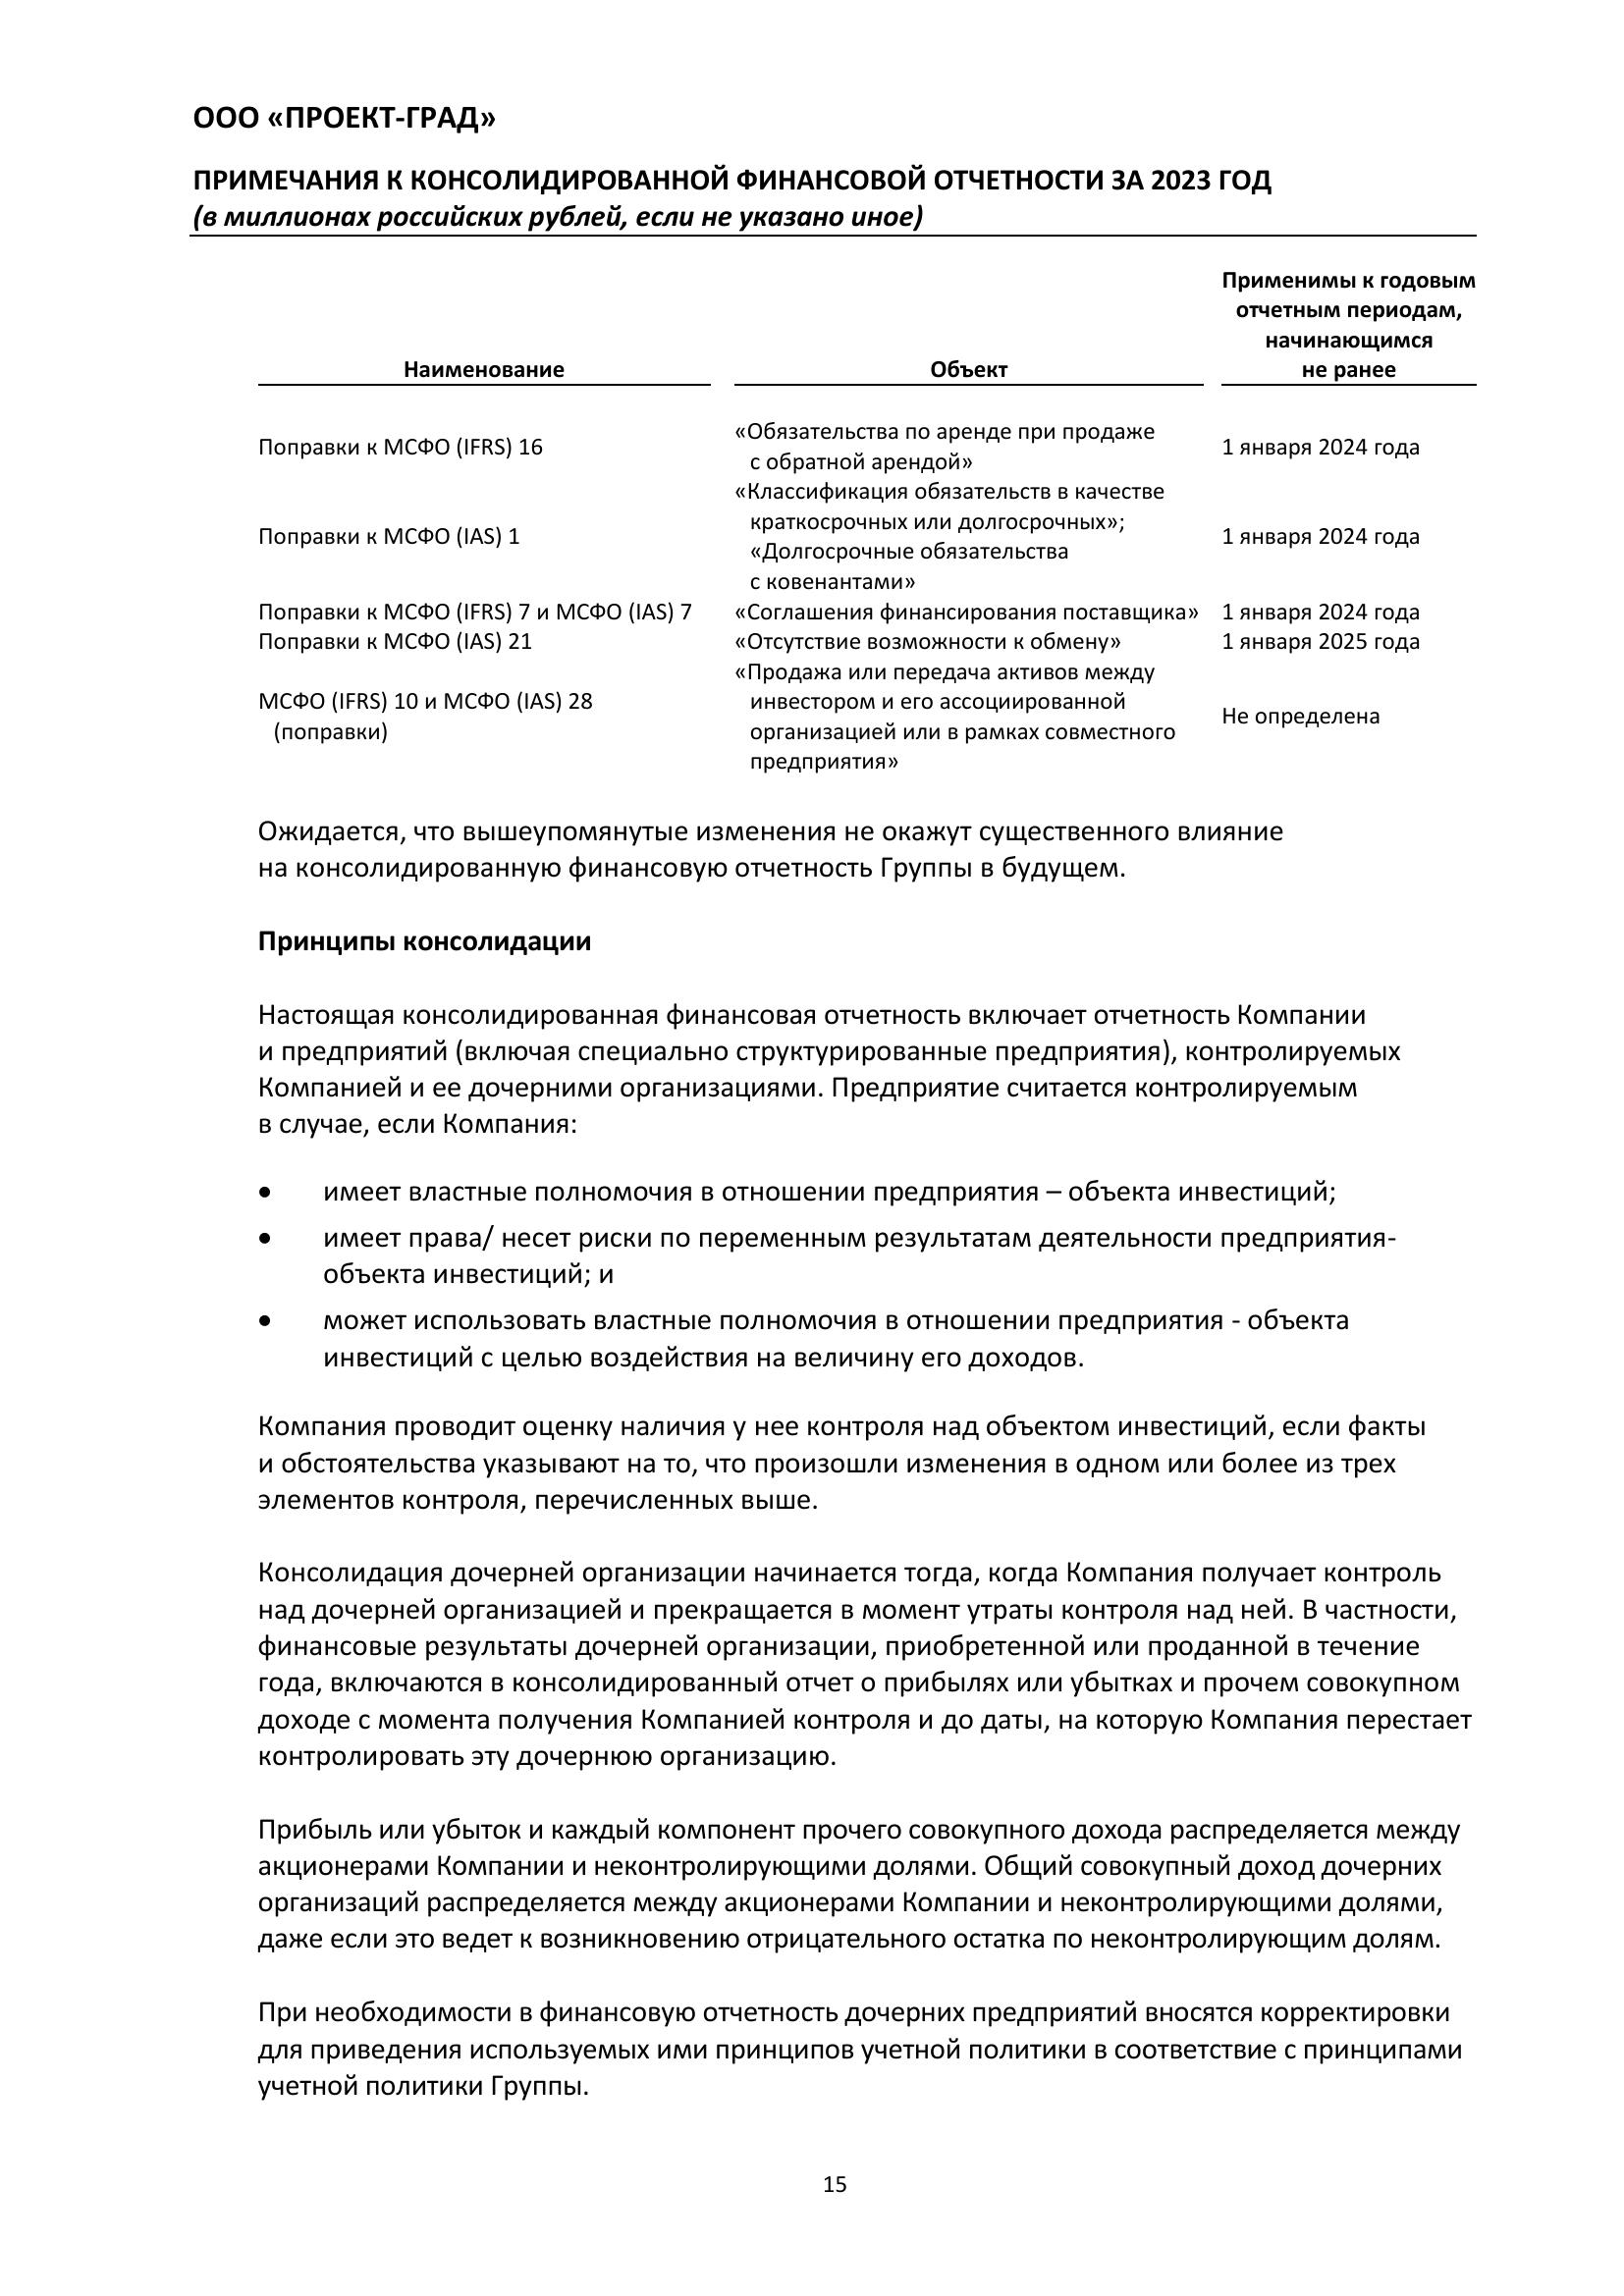 ООО «ПРОЕКТ-ГРАД»
ПРИМЕЧАНИЯ К КОНСОЛИДИРОВАННОЙ ФИНАНСОВОЙ ОТЧЕТНОСТИ ЗА 2023 ГОД
(в миллионах российских рублей, если не указано иное)
Наименование
Объект
Применимы к годовым
отчетным периодам,
начинающимся
не ранее
Поправки к МСФО (IFRS) 16
«Обязательства по аренде при продаже
с обратной арендой»
1 января 2024 года
Поправки к МСФО (IAS) 1
«Классификация обязательств в качестве
краткосрочных или долгосрочных»;
«Долгосрочные обязательства
с ковенантами»
1 января 2024 года
Поправки к МСФО (IFRS) 7 и МСФО (IAS) 7
«Соглашения финансирования поставщика»
1 января 2024 года
Поправки к МСФО (IAS) 21
«Отсутствие возможности к обмену»
1 января 2025 года
МСФО (IFRS) 10 и МСФО (IAS) 28
(поправки)
«Продажа или передача активов между
инвестором и его ассоциированной
организацией или в рамках совместного
предприятия»
Не определена
Ожидается, что вышеупомянутые изменения не окажут существенного влияние
на консолидированную финансовую отчетность Группы в будущем.
Принципы консолидации
Настоящая консолидированная финансовая отчетность включает отчетность Компании
и предприятий (включая специально структурированные предприятия), контролируемых
Компанией и ее дочерними организациями. Предприятие считается контролируемым
в случае, если Компания:
• имеет властные полномочия в отношении предприятия – объекта инвестиций;
• имеет права/ несет риски по переменным результатам деятельности предприятия-
объекта инвестиций; и
• может использовать властные полномочия в отношении предприятия - объекта
инвестиций с целью воздействия на величину его доходов.
Компания проводит оценку наличия у нее контроля над объектом инвестиций, если факты
и обстоятельства указывают на то, что произошли изменения в одном или более из трех
элементов контроля, перечисленных выше.
Консолидация дочерней организации начинается тогда, когда Компания получает контроль
над дочерней организацией и прекращается в момент утраты контроля над ней. В частности,
финансовые результаты дочерней организации, приобретенной или проданной в течение
года, включаются в консолидированный отчет о прибылях или убытках и прочем совокупном
доходе с момента получения Компанией контроля и до даты, на которую Компания перестает
контролировать эту дочернюю организацию.
Прибыль или убыток и каждый компонент прочего совокупного дохода распределяется между
акционерами Компании и неконтролирующими долями. Общий совокупный доход дочерних
организаций распределяется между акционерами Компании и неконтролирующими долями,
даже если это ведет к возникновению отрицательного остатка по неконтролирующим долям.
При необходимости в финансовую отчетность дочерних предприятий вносятся корректировки
для приведения используемых ими принципов учетной политики в соответствие с принципами
учетной политики Группы.
15